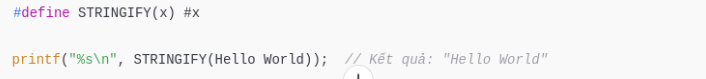 #define STRINGIFY(x) #x
printf("%s\n", STRINGIFY(Hello World));  // Kết quả: "Hello World"